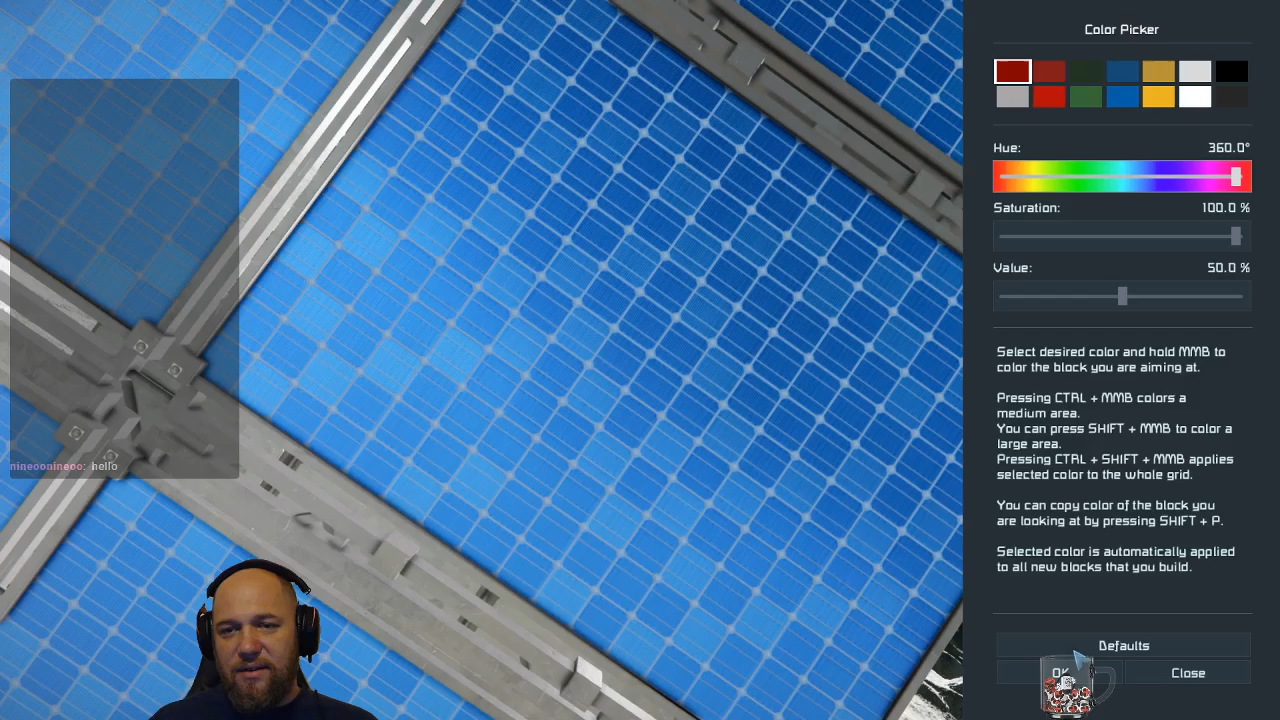 Color Picker
Hue: 360.0°
Saturation: 100.0 %
Value: 50.0 %
Select desired color and hold MMB to
color the block you are aiming at.
Pressing CTRL + MMB colors a
medium area.
You can press SHIFT + MMB to color a
large area.
Pressing CTRL + SHIFT + MMB applies
selected color to the whole grid.
You can copy color of the block you
are looking at by pressing SHIFT + P.
Selected color is automatically applied
to all new blocks that you build.
nineoonineoo: hello
Defaults
OK
Close